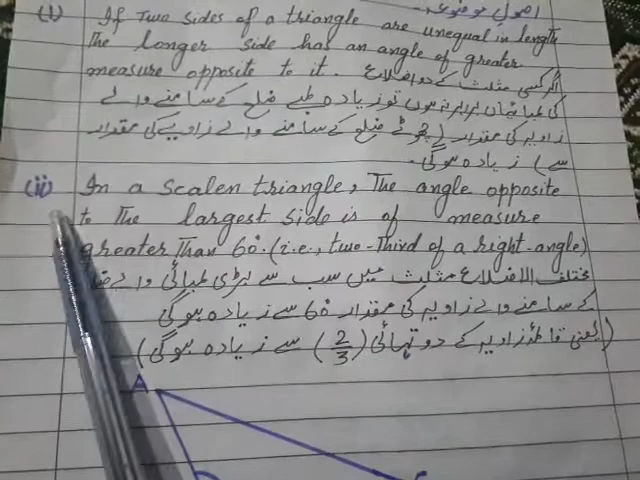 اصول موضوعہ
(i) If Two sides of a triangle are unequal in length
The longer side has an angle of greater
measure opposite to it. اگر کسی مثلث کے دو اضلاع
کی لمبائیاں برابر نہ ہوں تو زیادہ لمبے ضلع کے سامنے والے
زاویہ کی مقدار (چھوٹے ضلع کے سامنے والے زاویے کی مقدار
سے) زیادہ ہوگی۔
(ii) In a scalen triangle, The angle opposite
to The largest side is of measure
greater Than 60°. (i.e., two-Third of a right-angle)
مختلف الاضلاع مثلث میں سب سے بڑی لمبائی والے
کے سامنے والے زاویہ کی مقدار 60° سے زیادہ ہوگی
(یعنی قائمہ زاویہ کے دو تہائی (2/3) سے زیادہ ہوگی)
A